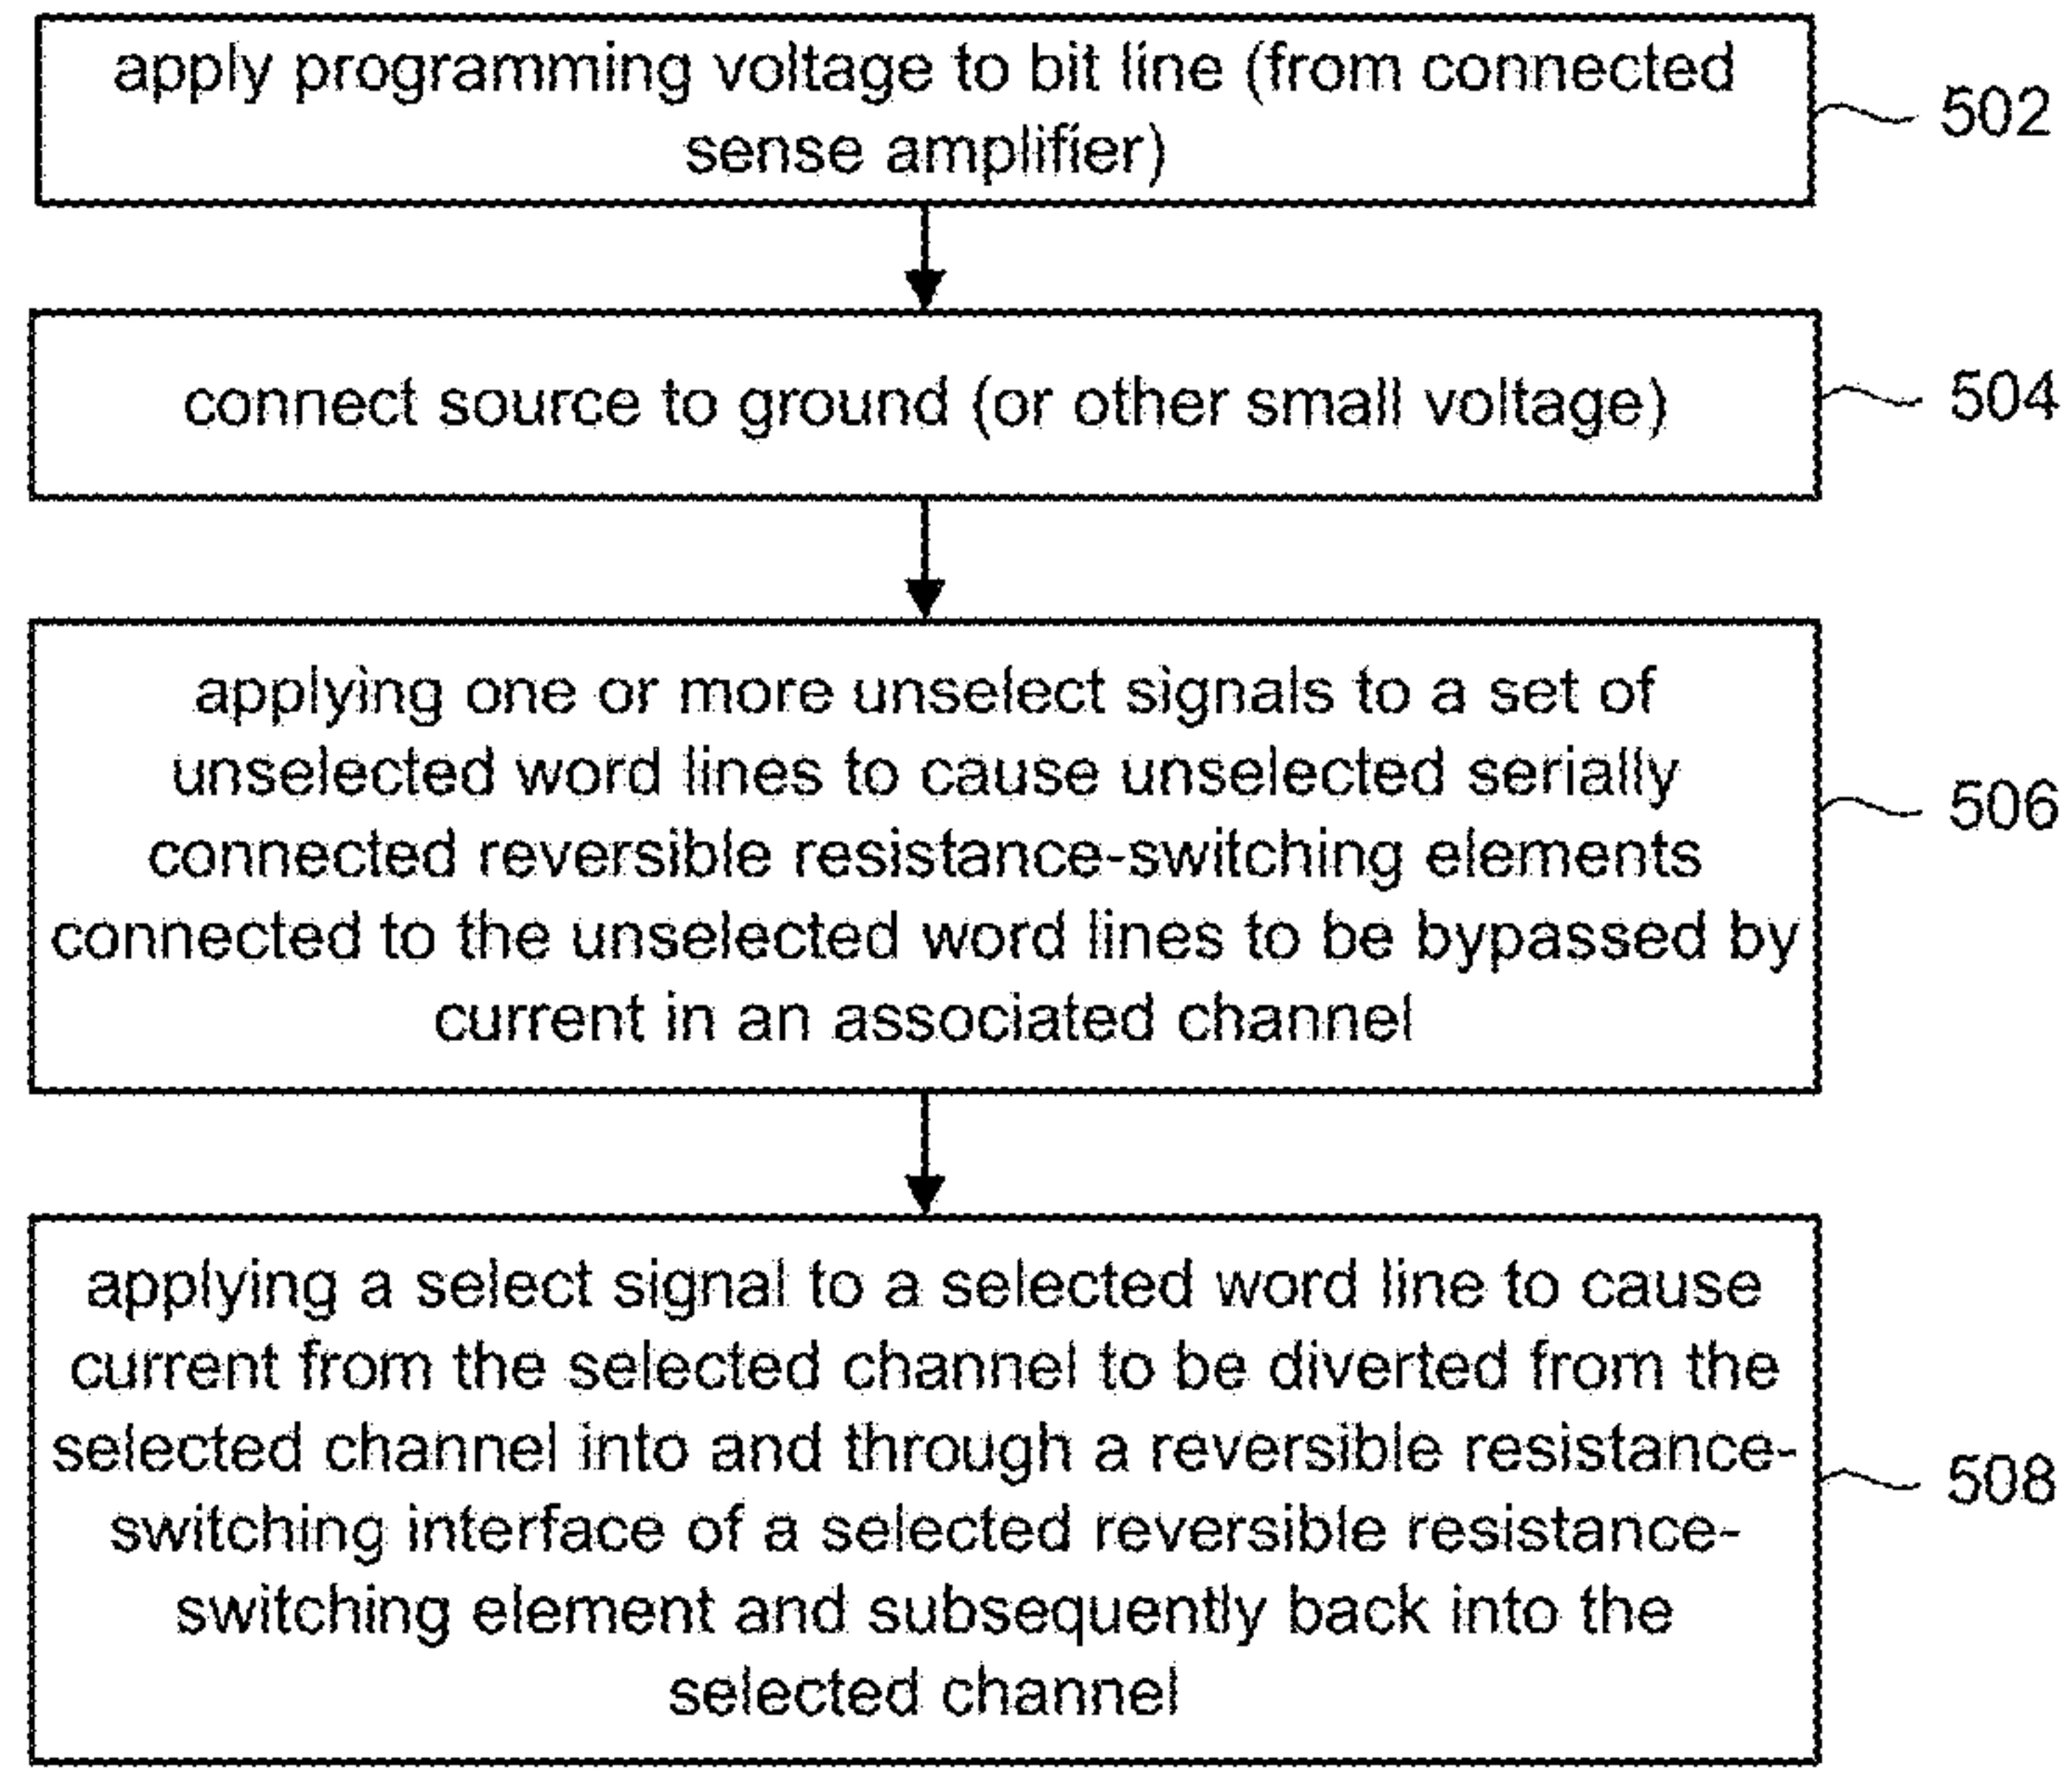 apply programming voltage to bit line (from connected
sense amplifier)
502
connect source to ground (or other small voltage)
504
applying one or more unselect signals to a set of
unselected word lines to cause unselected serially
connected reversible resistance-switching elements
connected to the unselected word lines to be bypassed by
current in an associated channel
506
applying a select signal to a selected word line to cause
current from the selected channel to be diverted from the
selected channel into and through a reversible resistance-
switching interface of a selected reversible resistance-
switching element and subsequently back into the
selected channel
508